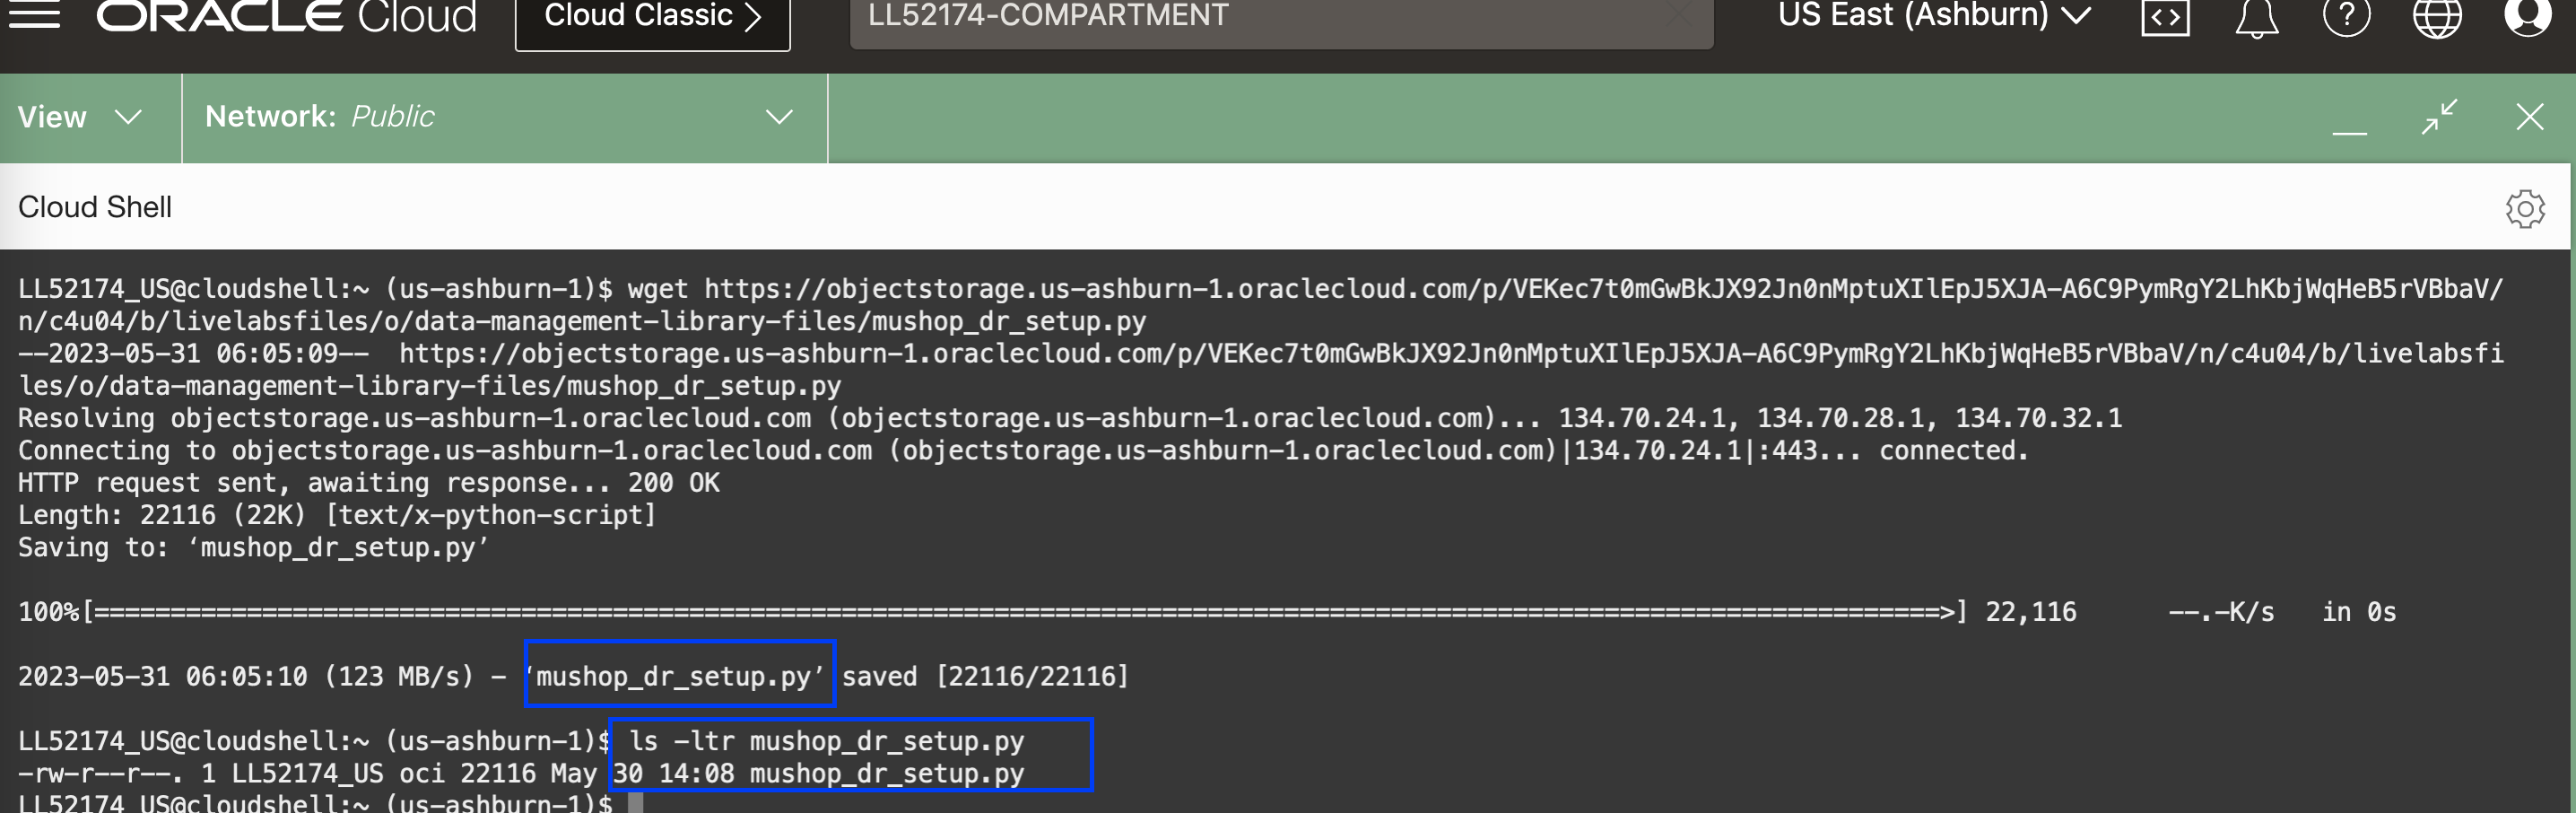 ORACLE Cloud Cloud Classic > LL52174-COMPARTMENT US East (Ashburn)
View Network: Public
Cloud Shell
LL52174_US@cloudshell:~ (us-ashburn-1)$ wget https://objectstorage.us-ashburn-1.oraclecloud.com/p/VEKec7t0mGwBkJX92Jn0nMptuXIlEpJ5XJA-A6C9PymRgY2LhKbjWqHeB5rVBbaV/
n/c4u04/b/livelabsfiles/o/data-management-library-files/mushop_dr_setup.py
--2023-05-31 06:05:09--  https://objectstorage.us-ashburn-1.oraclecloud.com/p/VEKec7t0mGwBkJX92Jn0nMptuXIlEpJ5XJA-A6C9PymRgY2LhKbjWqHeB5rVBbaV/n/c4u04/b/livelabsfi
les/o/data-management-library-files/mushop_dr_setup.py
Resolving objectstorage.us-ashburn-1.oraclecloud.com (objectstorage.us-ashburn-1.oraclecloud.com)... 134.70.24.1, 134.70.28.1, 134.70.32.1
Connecting to objectstorage.us-ashburn-1.oraclecloud.com (objectstorage.us-ashburn-1.oraclecloud.com)|134.70.24.1|:443... connected.
HTTP request sent, awaiting response... 200 OK
Length: 22116 (22K) [text/x-python-script]
Saving to: ‘mushop_dr_setup.py’
100%[=========================================================================================================================>] 22,116      --.-K/s   in 0s
2023-05-31 06:05:10 (123 MB/s) - ‘mushop_dr_setup.py’ saved [22116/22116]
LL52174_US@cloudshell:~ (us-ashburn-1)$ ls -ltr mushop_dr_setup.py
-rw-r--r--. 1 LL52174_US oci 22116 May 30 14:08 mushop_dr_setup.py
LL52174_US@cloudshell:~ (us-ashburn-1)$